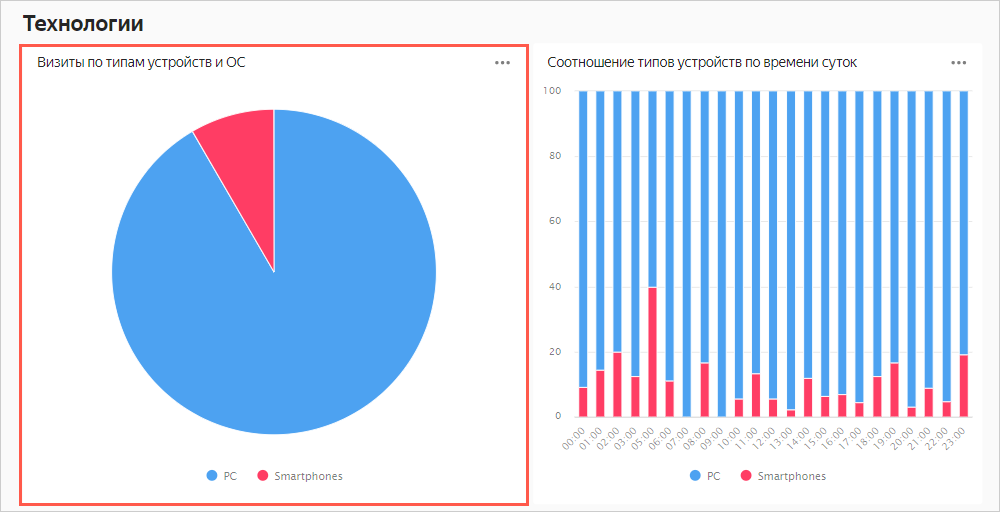 Технологии
Визиты по типам устройств и ОС
PC Smartphones
Соотношение типов устройств по времени суток
100
80
60
40
20
0
00:00 01:00 02:00 03:00 05:00 06:00 07:00 08:00 09:00 10:00 11:00 12:00 13:00 14:00 15:00 16:00 17:00 18:00 19:00 20:00 21:00 22:00 23:00
PC Smartphones